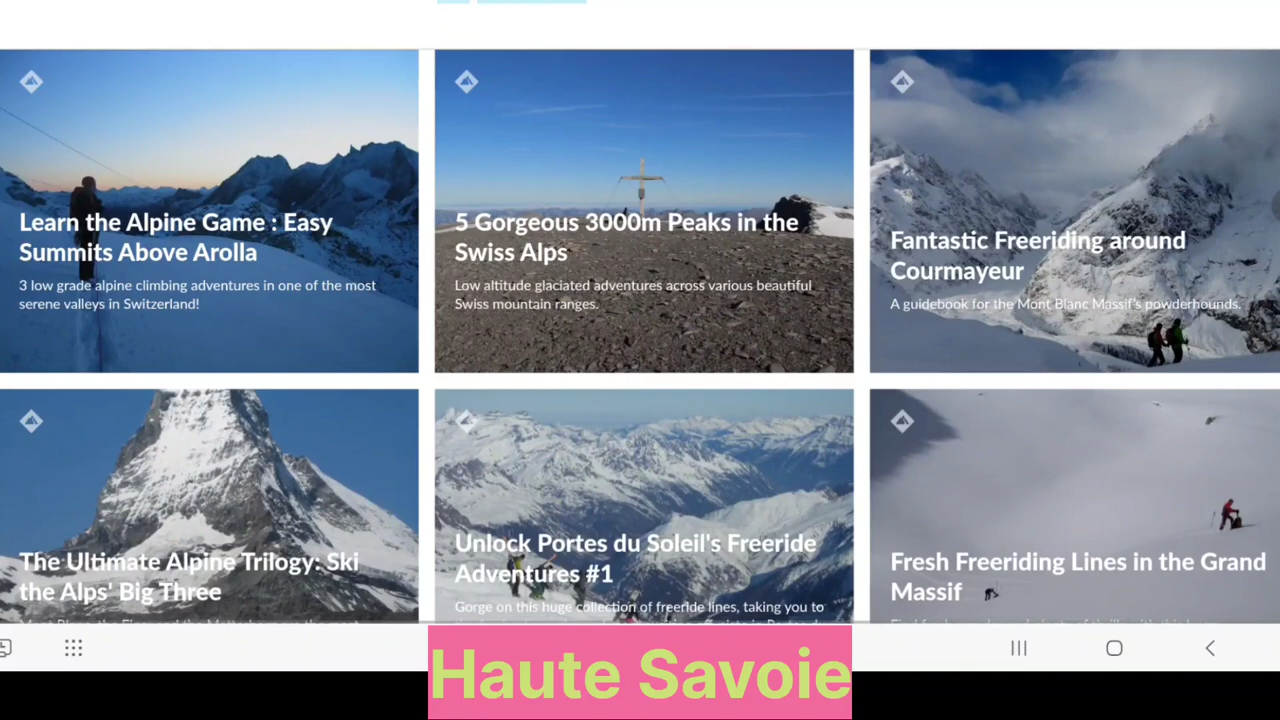 Learn the Alpine Game : Easy
Summits Above Arolla
3 low grade alpine climbing adventures in one of the most
serene valleys in Switzerland!
5 Gorgeous 3000m Peaks in the
Swiss Alps
Low altitude glaciated adventures across various beautiful
Swiss mountain ranges.
Fantastic Freeriding around
Courmayeur
A guidebook for the Mont Blanc Massif's powderhounds.
The Ultimate Alpine Trilogy: Ski
the Alps' Big Three
Unlock Portes du Soleil's Freeride
Adventures #1
Gorge on this huge collection of freeride lines, taking you to
Fresh Freeriding Lines in the Grand
Massif
Haute Savoie